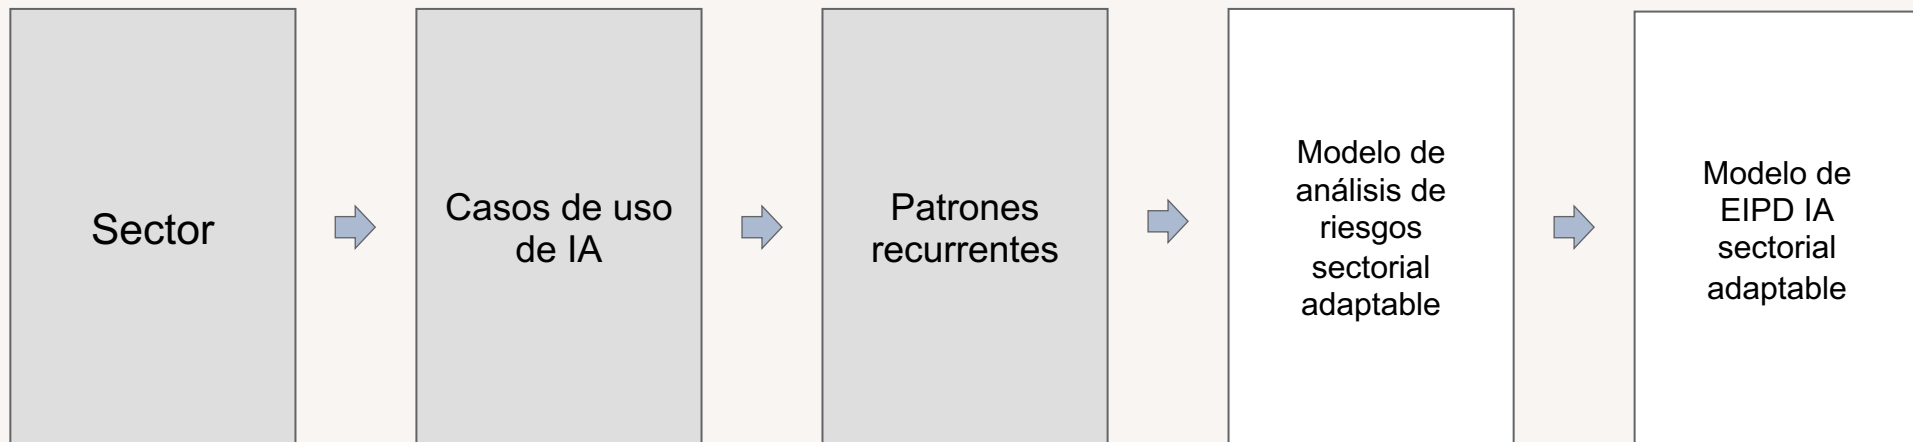 Sector
Casos de uso
de IA
Patrones
recurrentes
Modelo de
análisis de
riesgos
sectorial
adaptable
Modelo de
EIPD IA
sectorial
adaptable